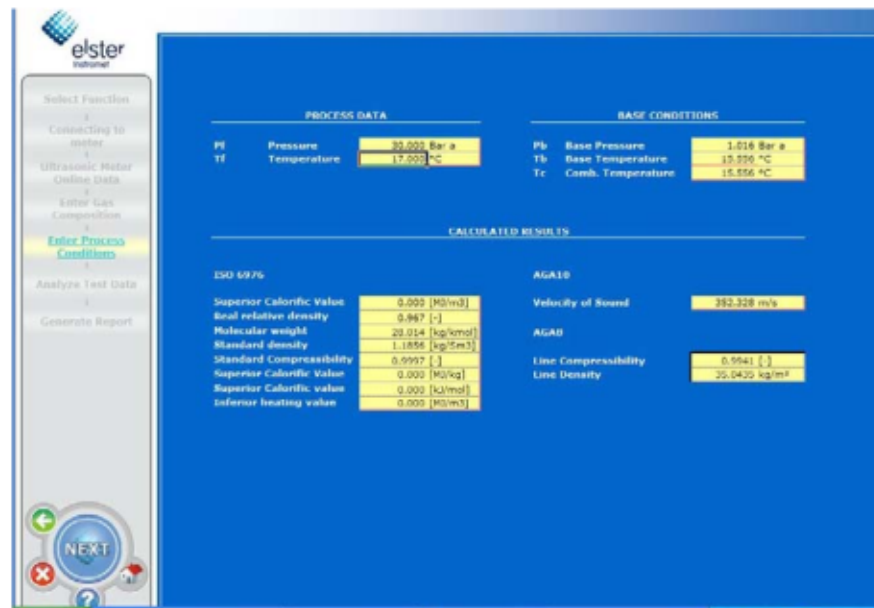 elster
Instromet
Select Function
Connecting to
meter
Ultrasonic Meter
Online Data
Enter Gas
Composition
Enter Process
Conditions
Analyze Test Data
Generate Report
NEXT
?
PROCESS DATA
Pf Pressure 30.000 Bar a
Tf Temperature 17.000 °C
BASE CONDITIONS
Pb Base Pressure 1.016 Bar a
Tb Base Temperature 15.556 °C
Tc Comb. Temperature 15.556 °C
CALCULATED RESULTS
ISO 6976
Superior Calorific Value 0.000 [MJ/m3]
Real relative density 0.967 [-]
Molecular weight 28.014 [kg/kmol]
Standard density 1.1856 [kg/Sm3]
Standard Compressibility 0.9997 [-]
Superior Calorific Value 0.000 [MJ/kg]
Superior Calorific value 0.000 [kJ/mol]
Inferior heating value 0.000 [MJ/m3]
AGA10
Velocity of Sound 352.328 m/s
AGA8
Line Compressibility 0.9941 [-]
Line Density 35.0435 kg/m³